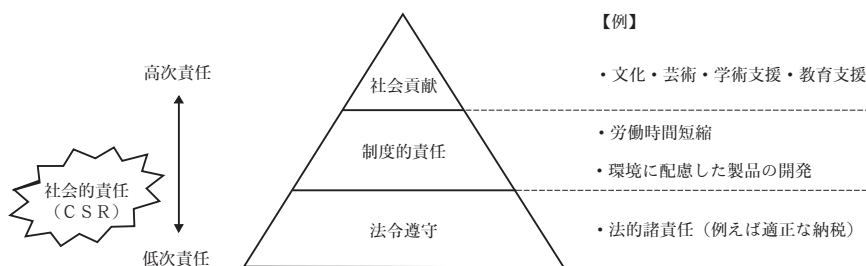 【例】
高次責任
社会貢献
・文化・芸術・学術支援・教育支援
制度的責任
・労働時間短縮
・環境に配慮した製品の開発
社会的責任
（ＣＳＲ）
法令遵守
・法的諸責任（例えば適正な納税）
低次責任